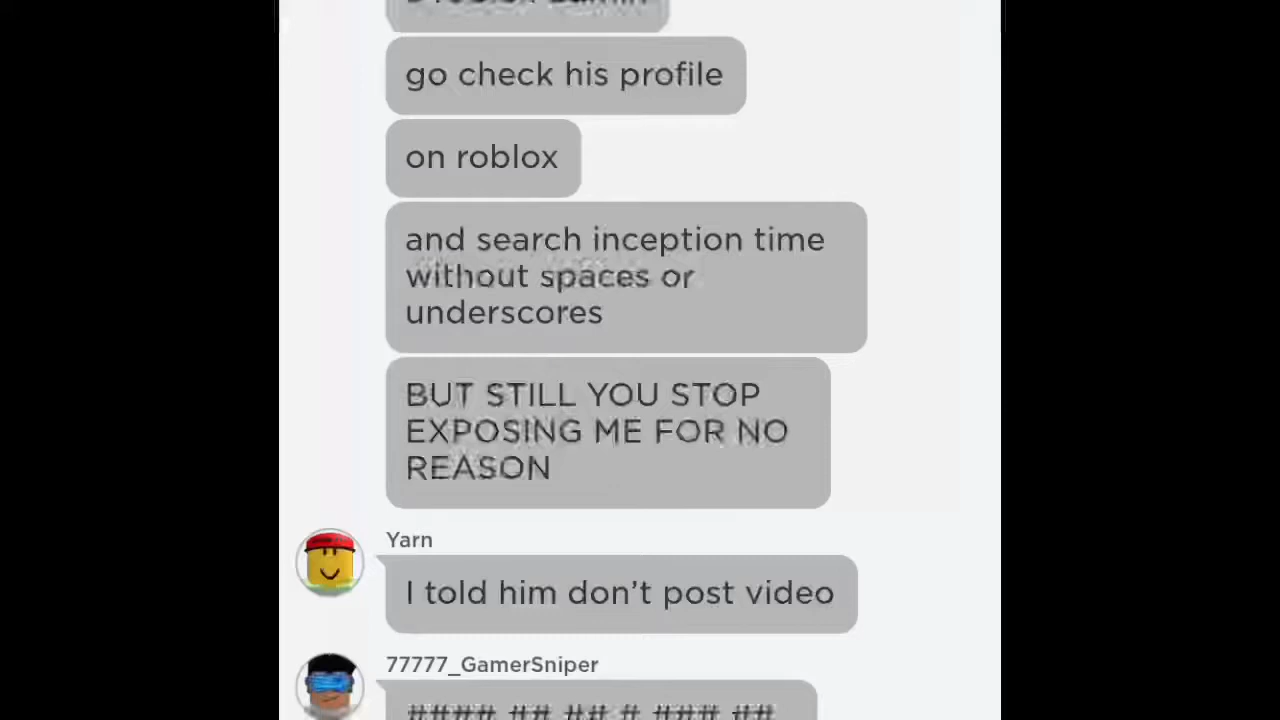 go check his profile
on roblox
and search inception time
without spaces or
underscores
BUT STILL YOU STOP
EXPOSING ME FOR NO
REASON
Yarn
I told him don't post video
77777_GamerSniper
#### ## ## # ### ##